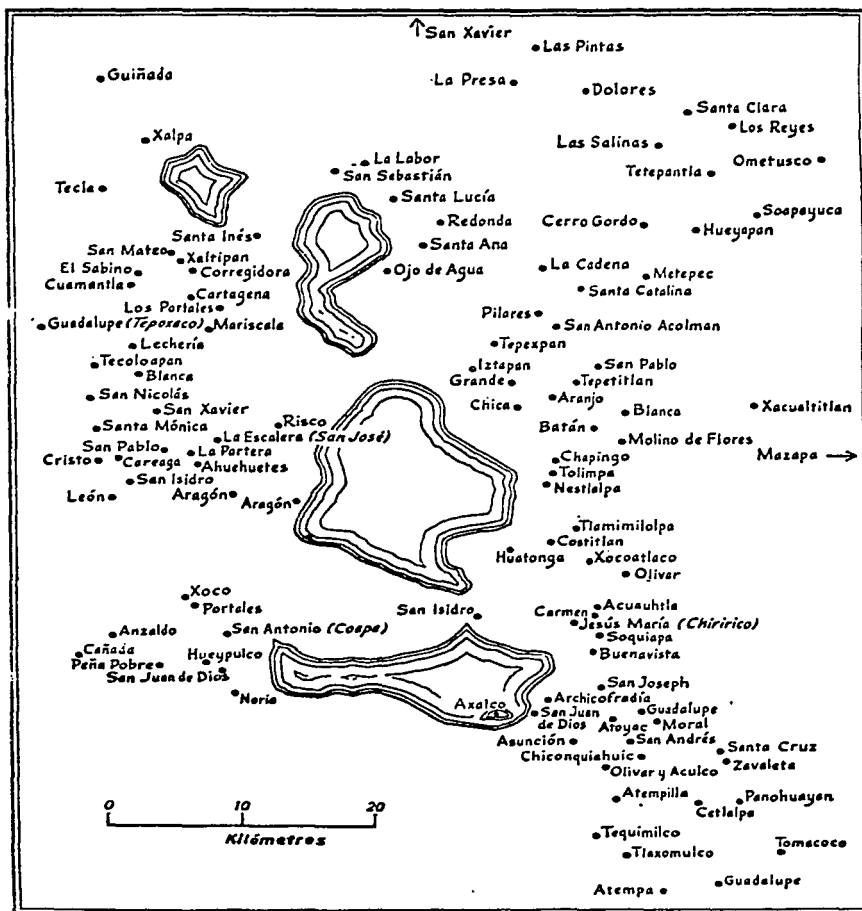 San Xavier
Las Pintas
Guiñada
La Presa
Dolores
Santa Clara
Los Reyes
Xalpa
Las Salinas
La Labor
San Sebastián
Tetepantla
Ometusco
Tecla
Santa Lucía
Redonda
Cerro Gordo
Soapayuca
Hueyapan
Santa Inés
Santa Ana
San Mateo
Xaltipan
El Sabino
Corregidora
Ojo de Agua
La Cadena
Metepec
Cuamantla
Santa Catalina
Cartagena
Los Portales
Pilares
Guadalupe (Tepoxaco)
Mariscala
San Antonio Acolman
Lechería
Tepexpan
Tecoloapan
Iztapan
San Pablo
Blanca
Grande
Tepetitlan
San Nicolás
Aranjo
San Xavier
Chica
Blanca
Xacualtitlan
Santa Mónica
Risco
Batán
La Escalera (San José)
Molino de Flores
San Pablo
La Partera
Cristo
Careaga
Ahuehuetes
Chapingo
Mazapa
San Isidro
Tolimpa
León
Aragón
Aragón
Nestlalpa
Tlamimilolpa
Costitlan
Huatonga
Xocoatlaco
Olivar
Xoco
Portales
San Isidro
Carmen
Acuauhtla
Anzaldo
San Antonio (Coapa)
Jesús María (Chiririco)
Soquiapa
Cañada
Hueypulco
Buenavista
Peña Pobre
San Juan de Dios
San Joseph
Noria
Axalco
Archicofradía
San Juan
de Dios
Guadalupe
Atoyac
Moral
Asunción
San Andrés
Santa Cruz
Chiconquiahuic
Zavaleta
Olivar y Aculco
Atempilla
Panohuayan
Cetlalpa
0 10 20
Kilómetros
Tequimilco
Tomacoco
Tlaxomulco
Guadalupe
Atempa